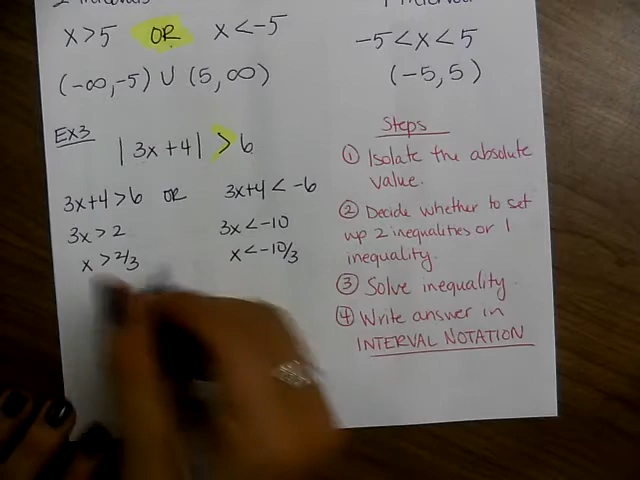 x > 5 OR x < -5
(-∞, -5) ∪ (5, ∞)
-5 < x < 5
(-5, 5)
Ex3
|3x + 4| > 6
3x+4 > 6 OR 3x+4 < -6
3x > 2 3x < -10
x > 2/3 x < -10/3
Steps
① Isolate the absolute
value.
② Decide whether to set
up 2 inequalities or 1
inequality.
③ Solve inequality.
④ Write answer in
INTERVAL NOTATION